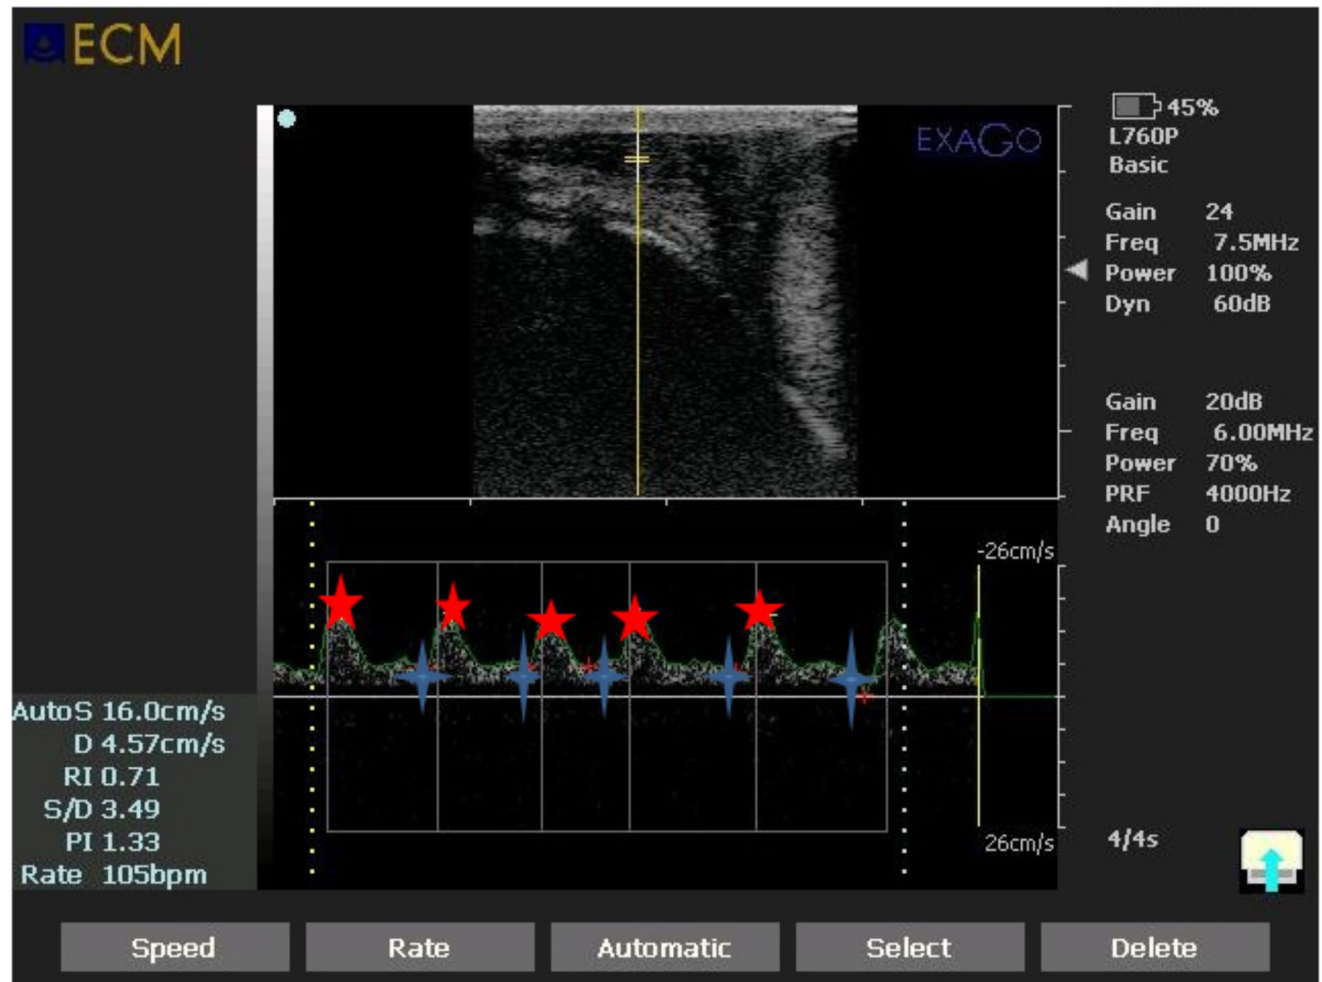 ECM
EXAGO
45%
L760P
Basic
Gain 24
Freq 7.5MHz
Power 100%
Dyn 60dB
Gain 20dB
Freq 6.00MHz
Power 70%
PRF 4000Hz
Angle 0
-26cm/s
26cm/s
4/4s
AutoS 16.0cm/s
D 4.57cm/s
RI 0.71
S/D 3.49
PI 1.33
Rate 105bpm
Speed
Rate
Automatic
Select
Delete